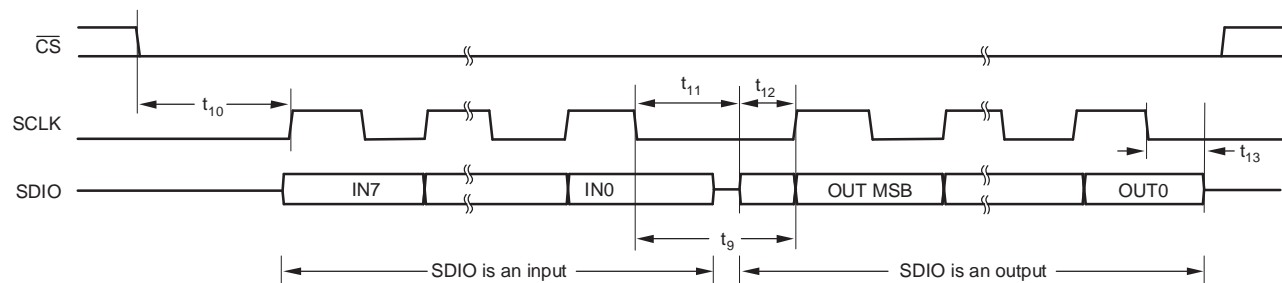 CS
t10
t11
t12
SCLK
t13
SDIO
IN7
IN0
OUT MSB
OUT0
t9
SDIO is an input
SDIO is an output